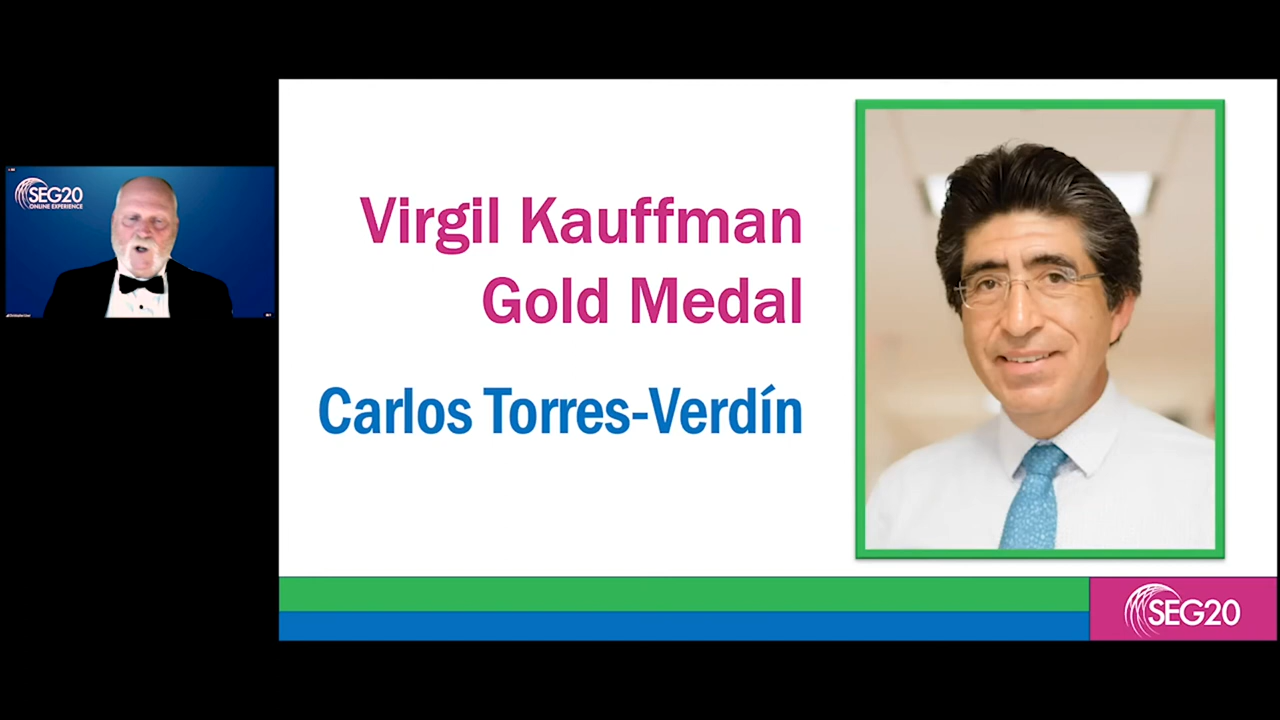 SEG20
ONLINE EXPERIENCE
Virgil Kauffman
Gold Medal
Carlos Torres-Verdín
SEG20